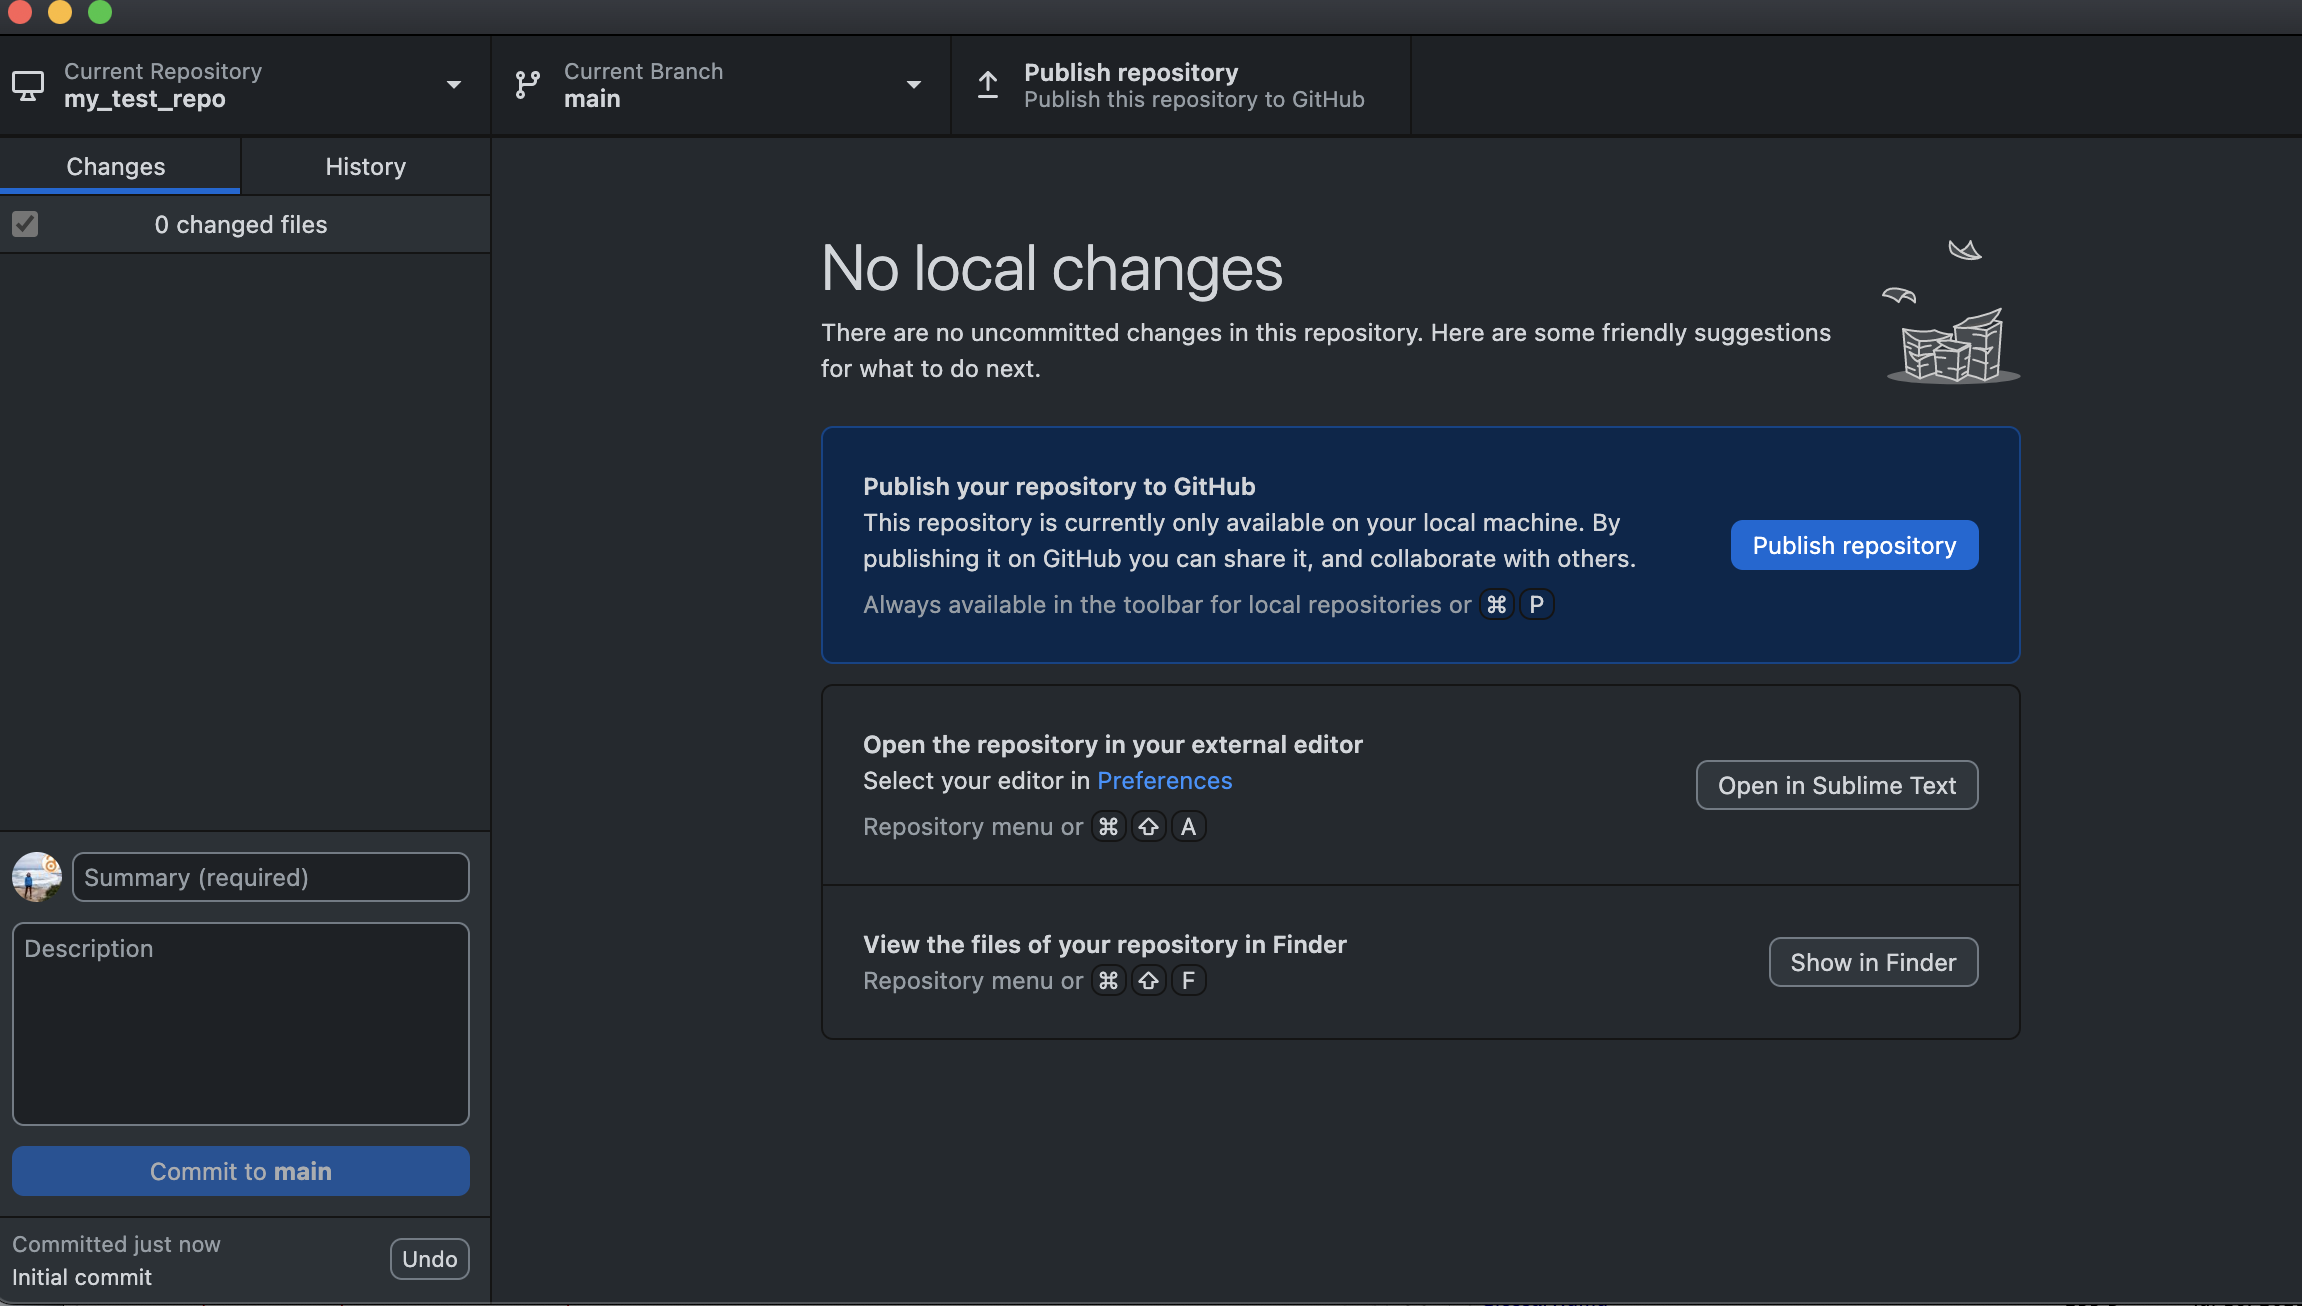 Current Repository
my_test_repo
Current Branch
main
Publish repository
Publish this repository to GitHub
Changes
History
0 changed files
No local changes
There are no uncommitted changes in this repository. Here are some friendly suggestions
for what to do next.
Publish your repository to GitHub
This repository is currently only available on your local machine. By
publishing it on GitHub you can share it, and collaborate with others.
Always available in the toolbar for local repositories or ⌘ P
Publish repository
Open the repository in your external editor
Select your editor in Preferences
Repository menu or ⌘ ⇧ A
Open in Sublime Text
View the files of your repository in Finder
Repository menu or ⌘ ⇧ F
Show in Finder
Summary (required)
Description
Commit to main
Committed just now
Initial commit
Undo